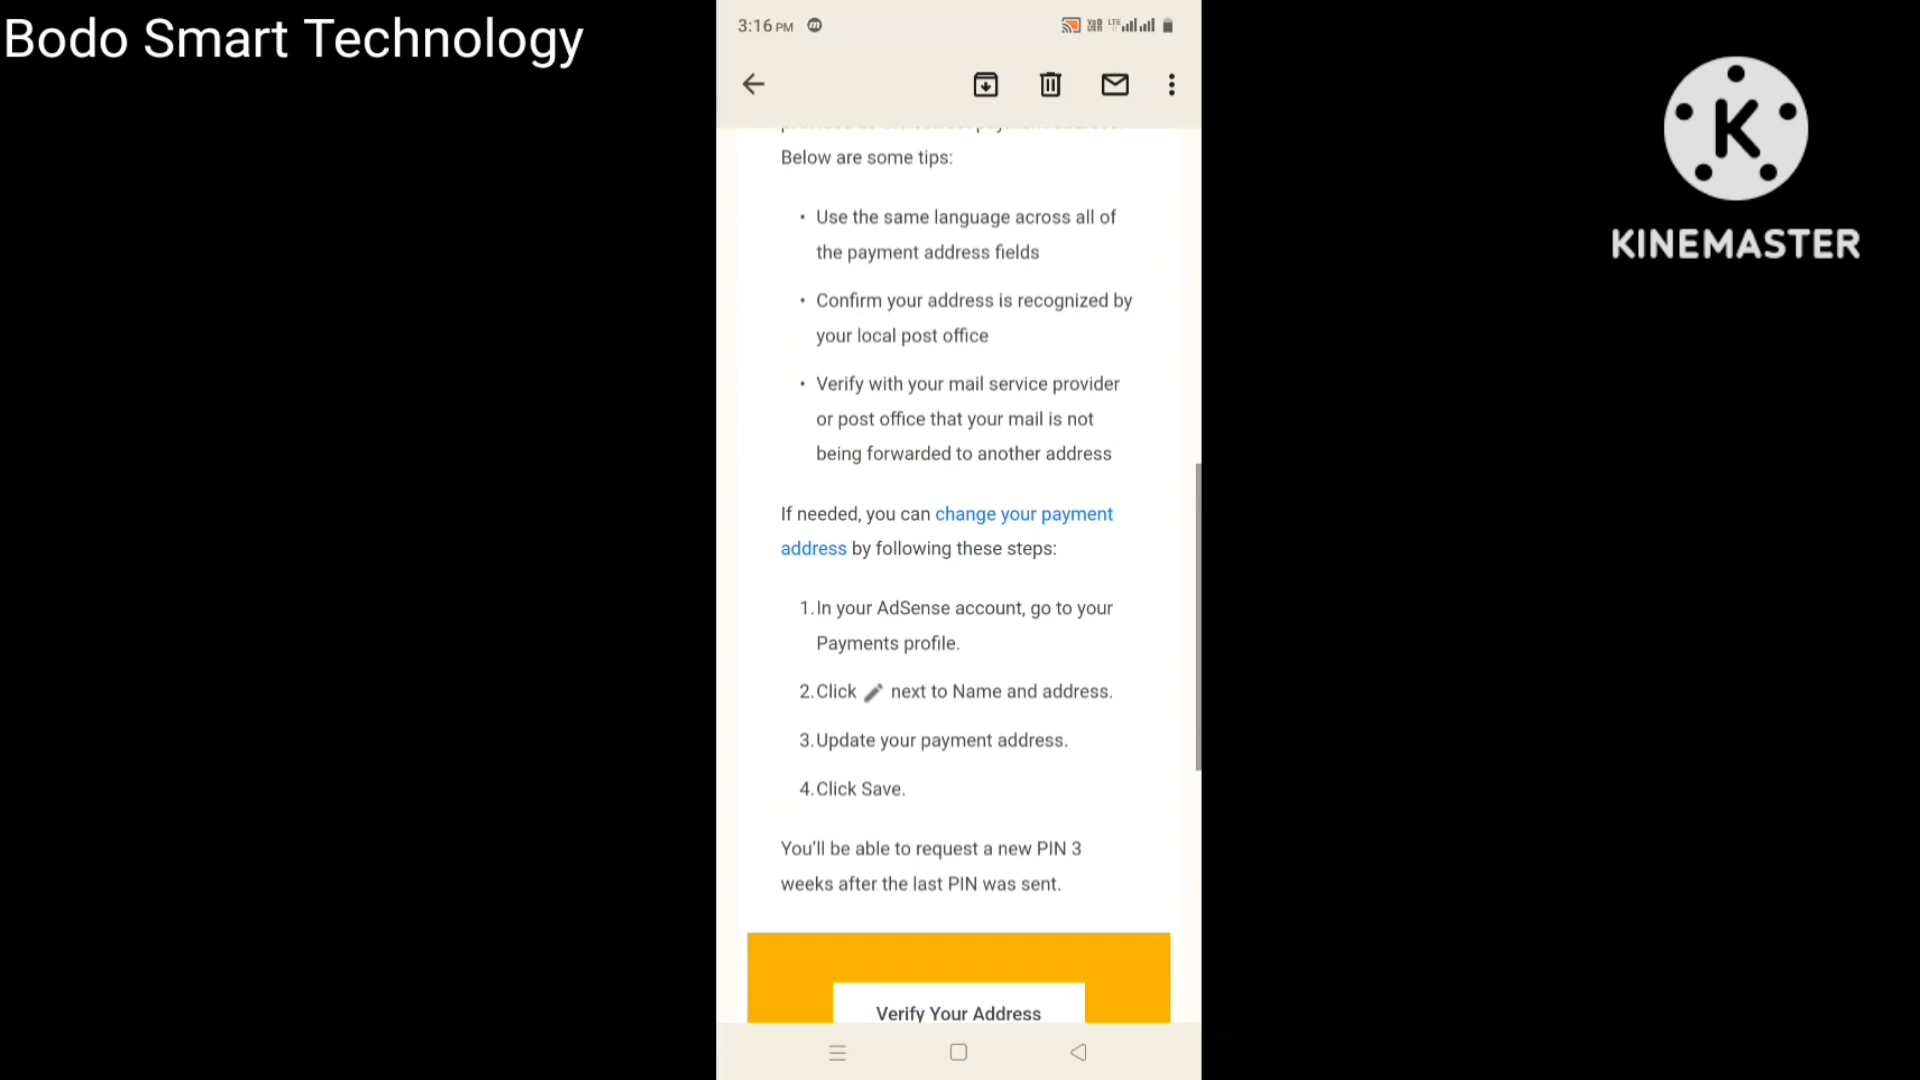 Bodo Smart Technology
3:16 PM
KINEMASTER
Below are some tips:
• Use the same language across all of
the payment address fields
• Confirm your address is recognized by
your local post office
• Verify with your mail service provider
or post office that your mail is not
being forwarded to another address
If needed, you can change your payment
address by following these steps:
1. In your AdSense account, go to your
Payments profile.
2. Click next to Name and address.
3. Update your payment address.
4. Click Save.
You’ll be able to request a new PIN 3
weeks after the last PIN was sent.
Verify Your Address